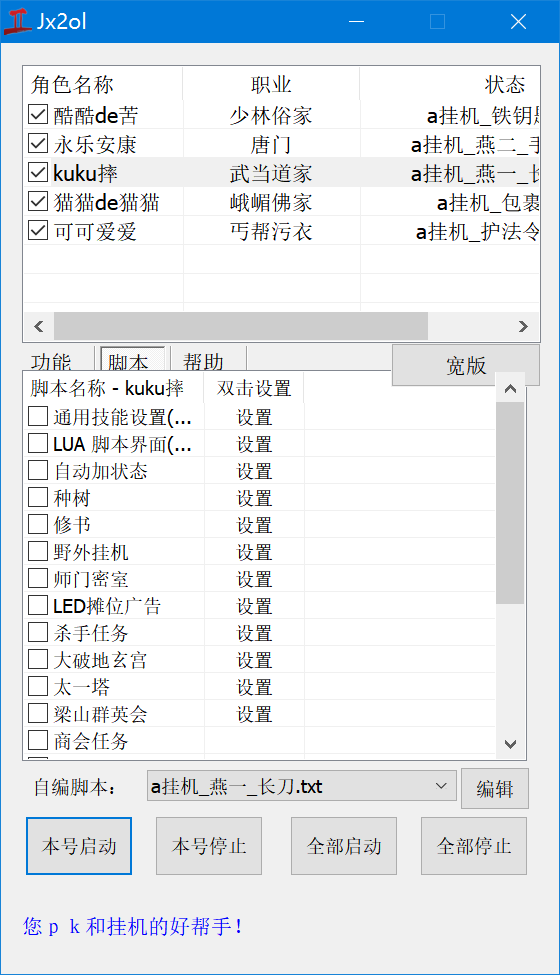 Jx2ol
角色名称 职业 状态
酷酷de苦 少林俗家 a挂机_铁钥
永乐安康 唐门 a挂机_燕二_手
kuku摔 武当道家 a挂机_燕一_长
猫猫de猫猫 峨嵋佛家 a挂机_包裹
可可爱爱 丐帮污衣 a挂机_护法令
功能 脚本 帮助 宽版
脚本名称 - kuku摔 双击设置
通用技能设置(... 设置
LUA 脚本界面(... 设置
自动加状态 设置
种树 设置
修书 设置
野外挂机 设置
师门密室 设置
LED摊位广告 设置
杀手任务 设置
大破地玄宫 设置
太一塔 设置
梁山群英会 设置
商会任务
自编脚本： a挂机_燕一_长刀.txt 编辑
本号启动 本号停止 全部启动 全部停止
您ｐｋ和挂机的好帮手！